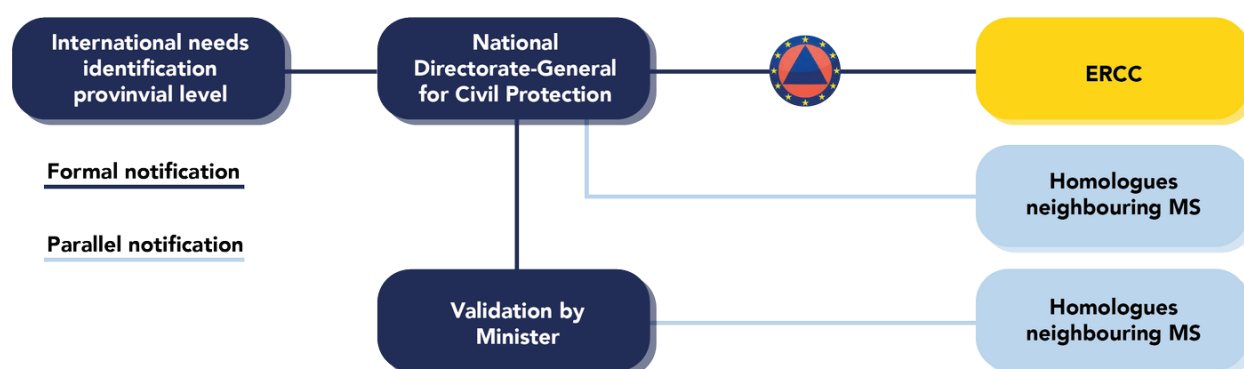 International needs
identification
provinvial level
National
Directorate-General
for Civil Protection
ERCC
Formal notification
Homologues
neighbouring MS
Parallel notification
Validation by
Minister
Homologues
neighbouring MS